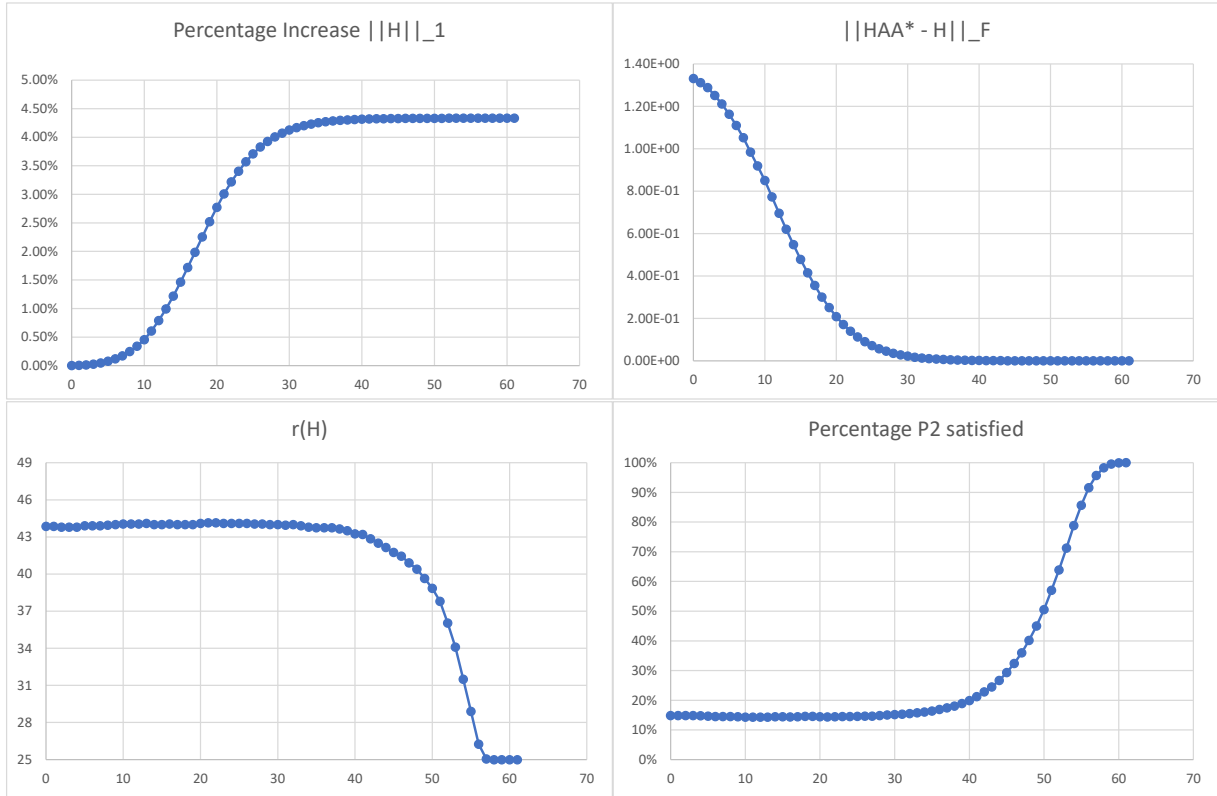 Percentage Increase ||H||_1
5.00%
4.50%
4.00%
3.50%
3.00%
2.50%
2.00%
1.50%
1.00%
0.50%
0.00%
0 10 20 30 40 50 60 70
||HAA* - H||_F
1.40E+00
1.20E+00
1.00E+00
8.00E-01
6.00E-01
4.00E-01
2.00E-01
0.00E+00
0 10 20 30 40 50 60 70
r(H)
49
46
43
40
37
34
31
28
25
0 10 20 30 40 50 60 70
Percentage P2 satisfied
100%
90%
80%
70%
60%
50%
40%
30%
20%
10%
0%
0 10 20 30 40 50 60 70